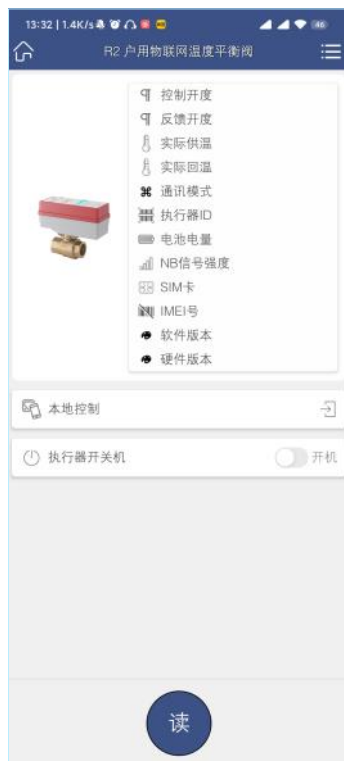 13:32 | 1.4K/s
46
R2 户用物联网温度平衡阀
控制开度
反馈开度
实际供温
实际回温
通讯模式
执行器ID
电池电量
NB信号强度
SIM卡
IMEI号
软件版本
硬件版本
本地控制
执行器开关机
开机
读